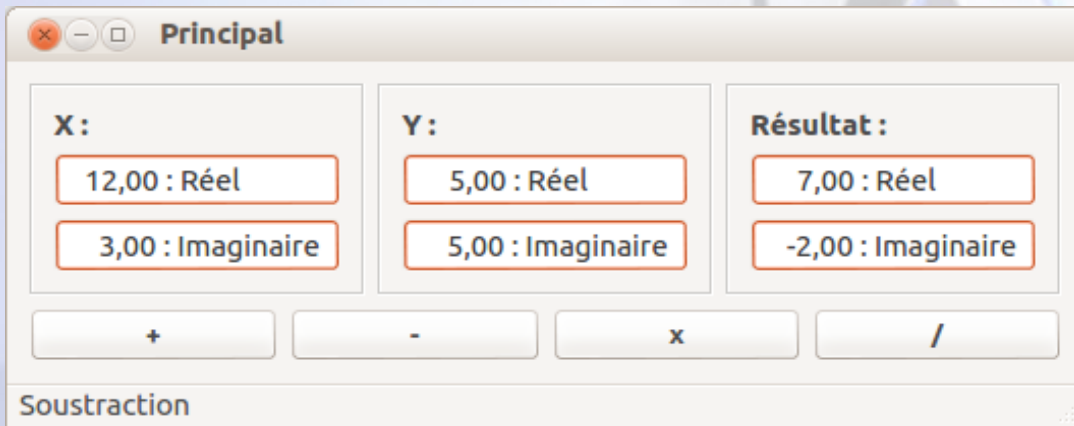 Principal
X :
Y :
Résultat :
12,00 : Réel
5,00 : Réel
7,00 : Réel
3,00 : Imaginaire
5,00 : Imaginaire
-2,00 : Imaginaire
+
-
x
/
Soustraction